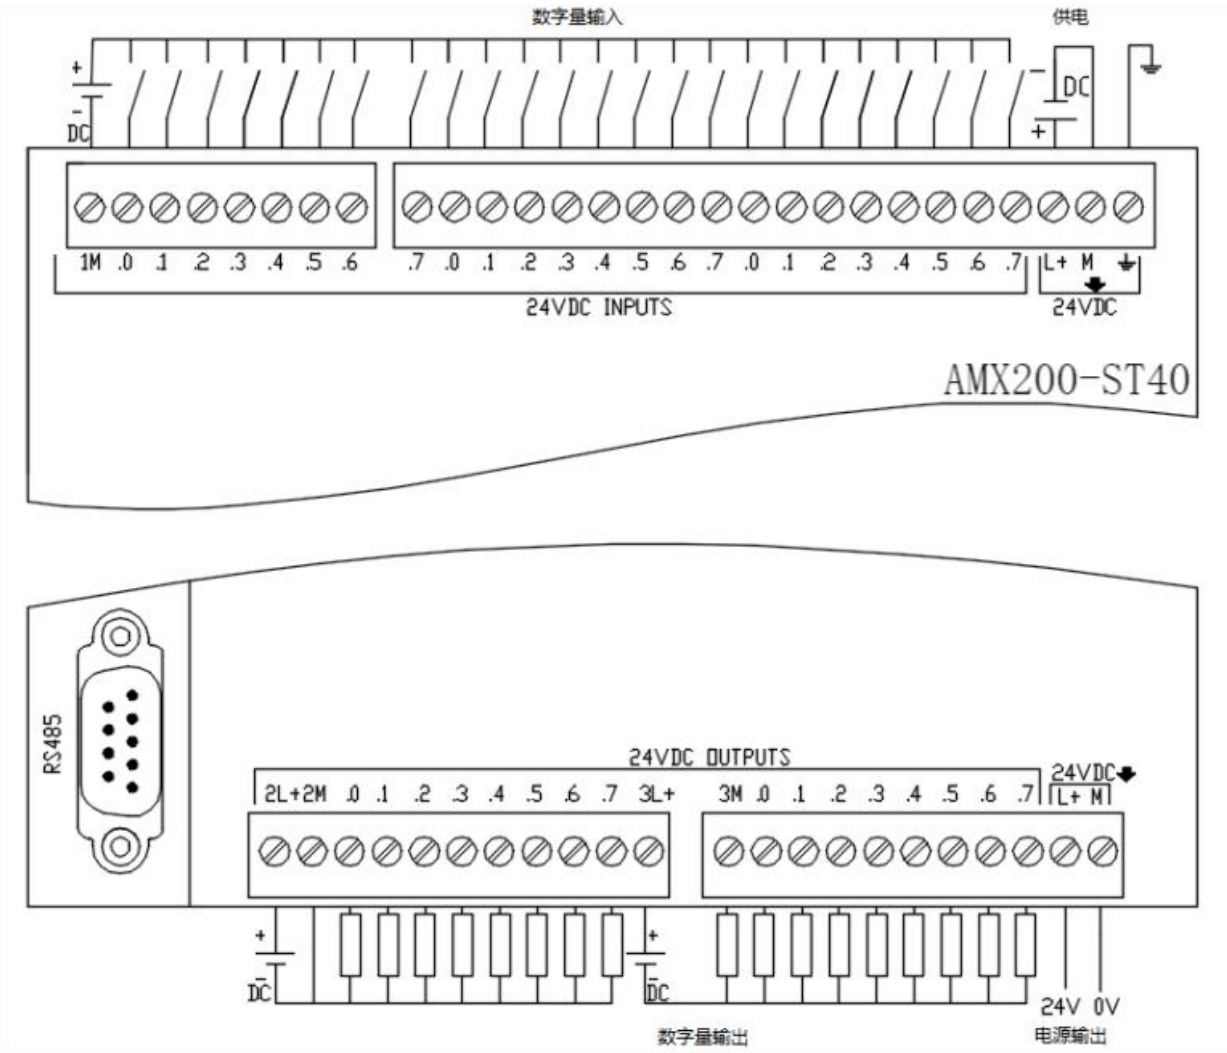 数字量输入 供电
+ − DC
− +
DC
1M .0 .1 .2 .3 .4 .5 .6 .7 .0 .1 .2 .3 .4 .5 .6 .7 .0 .1 .2 .3 .4 .5 .6 .7 L+ M
24VDC INPUTS 24VDC
AMX200-ST40
RS485
24VDC OUTPUTS 24VDC
2L+ 2M .0 .1 .2 .3 .4 .5 .6 .7 3L+ 3M .0 .1 .2 .3 .4 .5 .6 .7 L+ M
+ +
− −
DC DC
24V 0V
数字量输出 电源输出